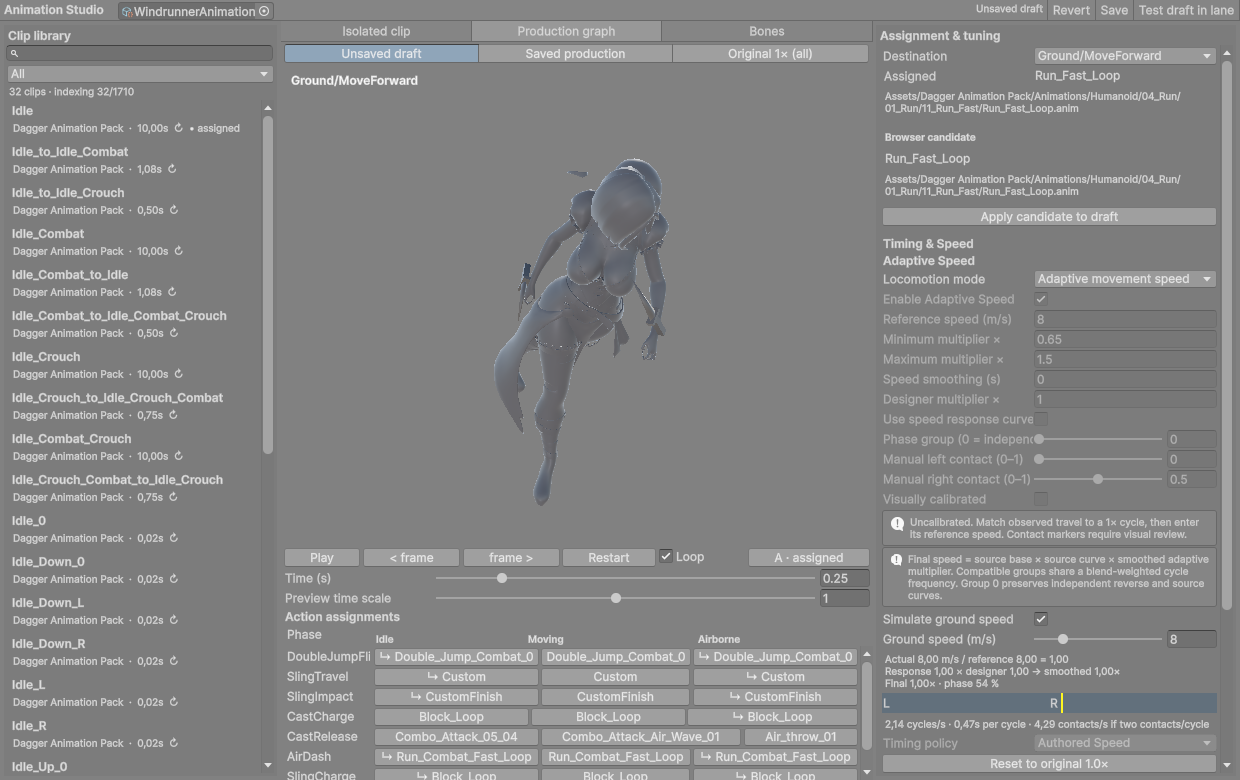 Animation Studio
WindrunnerAnimation
Unsaved draft
Revert
Save
Test draft in lane
Clip library
All
32 clips · indexing 32/1710
Idle
Dagger Animation Pack · 10,00s ↻ • assigned
Idle_to_Idle_Combat
Dagger Animation Pack · 1,08s ↻
Idle_to_Idle_Crouch
Dagger Animation Pack · 0,50s ↻
Idle_Combat
Dagger Animation Pack · 10,00s ↻
Idle_Combat_to_Idle
Dagger Animation Pack · 1,08s ↻
Idle_Combat_to_Idle_Combat_Crouch
Dagger Animation Pack · 0,50s ↻
Idle_Crouch
Dagger Animation Pack · 10,00s ↻
Idle_Crouch_to_Idle_Crouch_Combat
Dagger Animation Pack · 0,75s ↻
Idle_Combat_Crouch
Dagger Animation Pack · 10,00s ↻
Idle_Crouch_Combat_to_Idle_Crouch
Dagger Animation Pack · 0,75s ↻
Idle_0
Dagger Animation Pack · 0,02s ↻
Idle_Down_0
Dagger Animation Pack · 0,02s ↻
Idle_Down_L
Dagger Animation Pack · 0,02s ↻
Idle_Down_R
Dagger Animation Pack · 0,02s ↻
Idle_L
Dagger Animation Pack · 0,02s ↻
Idle_R
Dagger Animation Pack · 0,02s ↻
Idle_Up_0
Isolated clip
Production graph
Bones
Unsaved draft
Saved production
Original 1× (all)
Ground/MoveForward
Play
< frame
frame >
Restart
Loop
A · assigned
Time (s)
0.25
Preview time scale
1
Action assignments
Phase
Idle
Moving
Airborne
DoubleJumpFli
↳ Double_Jump_Combat_0
Double_Jump_Combat_0
↳ Double_Jump_Combat_0
SlingTravel
↳ Custom
Custom
↳ Custom
SlingImpact
↳ CustomFinish
CustomFinish
↳ CustomFinish
CastCharge
Block_Loop
Block_Loop
↳ Block_Loop
CastRelease
Combo_Attack_05_04
Combo_Attack_Air_Wave_01
Air_throw_01
AirDash
↳ Run_Combat_Fast_Loop
Run_Combat_Fast_Loop
↳ Run_Combat_Fast_Loop
SlingCharge
↳ Block_Loop
Block_Loop
↳ Block_Loop
Assignment & tuning
Destination
Ground/MoveForward
Assigned
Run_Fast_Loop
Assets/Dagger Animation Pack/Animations/Humanoid/04_Run/
01_Run/11_Run_Fast/Run_Fast_Loop.anim
Browser candidate
Run_Fast_Loop
Assets/Dagger Animation Pack/Animations/Humanoid/04_Run/
01_Run/11_Run_Fast/Run_Fast_Loop.anim
Apply candidate to draft
Timing & Speed
Adaptive Speed
Locomotion mode
Adaptive movement speed
Enable Adaptive Speed
Reference speed (m/s)
8
Minimum multiplier ×
0.65
Maximum multiplier ×
1.5
Speed smoothing (s)
0
Designer multiplier ×
1
Use speed response curve
Phase group (0 = independ
0
Manual left contact (0–1)
0
Manual right contact (0–1)
0.5
Visually calibrated
Uncalibrated. Match observed travel to a 1× cycle, then enter
its reference speed. Contact markers require visual review.
Final speed = source base × source curve × smoothed adaptive
multiplier. Compatible groups share a blend-weighted cycle
frequency. Group 0 preserves independent reverse and source
curves.
Simulate ground speed
Ground speed (m/s)
8
Actual 8,00 m/s / reference 8,00 = 1,00
Response 1,00 × designer 1,00 → smoothed 1,00×
Final 1,00× · phase 54 %
L
R
2,14 cycles/s · 0,47s per cycle · 4,29 contacts/s if two contacts/cycle
Timing policy
Authored Speed
Reset to original 1.0×